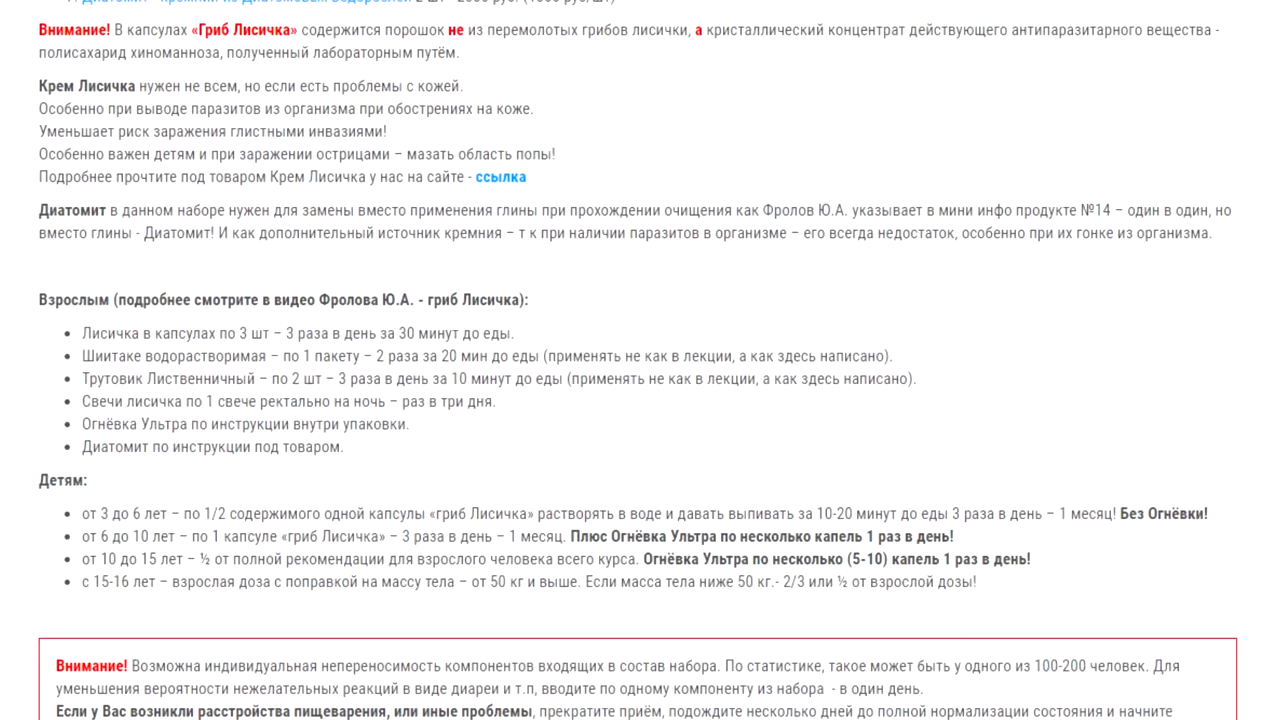 Внимание! В капсулах «Гриб Лисичка» содержится порошок не из перемолотых грибов лисички, а кристаллический концентрат действующего антипаразитарного вещества -
полисахарид хиноманноза, полученный лабораторным путём.
Крем Лисичка нужен не всем, но если есть проблемы с кожей.
Особенно при выводе паразитов из организма при обострениях на коже.
Уменьшает риск заражения глистными инвазиями!
Особенно важен детям и при заражении острицами – мазать область попы!
Подробнее прочтите под товаром Крем Лисичка у нас на сайте - ссылка
Диатомит в данном наборе нужен для замены вместо применения глины при прохождении очищения как Фролов Ю.А. указывает в мини инфо продукте №14 – один в один, но
вместо глины - Диатомит! И как дополнительный источник кремния – т к при наличии паразитов в организме – его всегда недостаток, особенно при их гонке из организма.
Взрослым (подробнее смотрите в видео Фролова Ю.А. - гриб Лисичка):
• Лисичка в капсулах по 3 шт – 3 раза в день за 30 минут до еды.
• Шиитаке водорастворимая – по 1 пакету – 2 раза за 20 мин до еды (применять не как в лекции, а как здесь написано).
• Трутовик Лиственничный – по 2 шт – 3 раза в день за 10 минут до еды (применять не как в лекции, а как здесь написано).
• Свечи лисичка по 1 свече ректально на ночь – раз в три дня.
• Огнёвка Ультра по инструкции внутри упаковки.
• Диатомит по инструкции под товаром.
Детям:
• от 3 до 6 лет – по 1/2 содержимого одной капсулы «гриб Лисичка» растворять в воде и давать выпивать за 10-20 минут до еды 3 раза в день – 1 месяц! Без Огнёвки!
• от 6 до 10 лет – по 1 капсуле «гриб Лисичка» – 3 раза в день – 1 месяц. Плюс Огнёвка Ультра по несколько капель 1 раз в день!
• от 10 до 15 лет – ½ от полной рекомендации для взрослого человека всего курса. Огнёвка Ультра по несколько (5-10) капель 1 раз в день!
• с 15-16 лет – взрослая доза с поправкой на массу тела – от 50 кг и выше. Если масса тела ниже 50 кг.- 2/3 или ½ от взрослой дозы!
Внимание! Возможна индивидуальная непереносимость компонентов входящих в состав набора. По статистике, такое может быть у одного из 100-200 человек. Для
уменьшения вероятности нежелательных реакций в виде диареи и т.п, вводите по одному компоненту из набора - в один день.
Если у Вас возникли расстройства пищеварения, или иные проблемы, прекратите приём, подождите несколько дней до полной нормализации состояния и начните